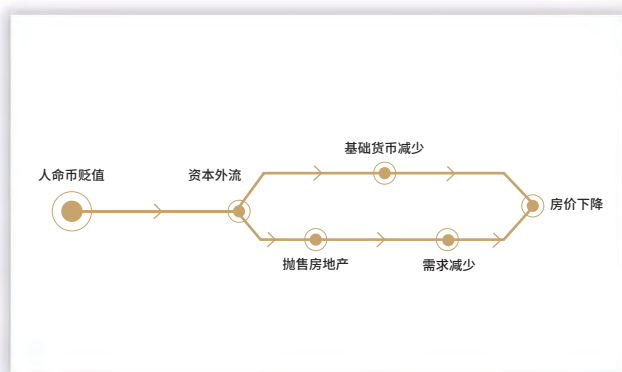 基础货币减少
人命币贬值
资本外流
房价下降
抛售房地产
需求减少